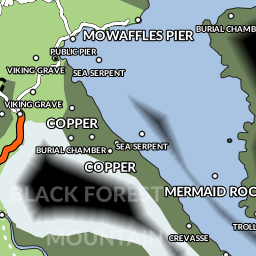 BURIAL CHAMB
MOWAFFLES PIER
PUBLIC PIER
VIKING GRAVE
SEA SERPENT
VIKING GRAVE
COPPER
BURIAL CHAMBER
SEA SERPENT
COPPER
BLACK FOREST
MERMAID ROC
TROLL
MOUNTAIN
CREVASSE